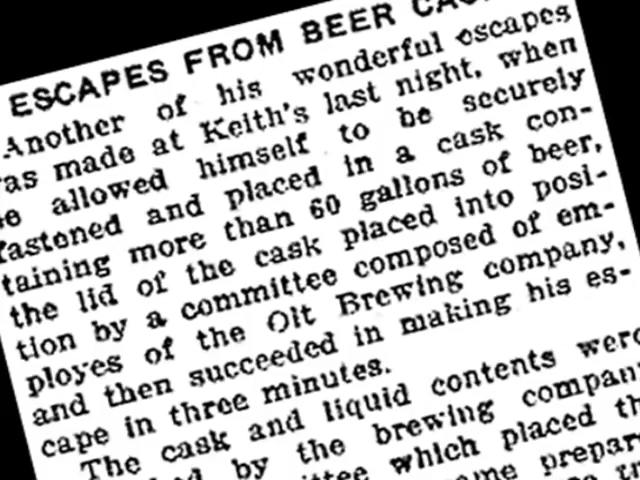 ESCAPES FROM BEER
Another of his wonderful escapes
as made at Keith's last night, when
e allowed himself to be securely
fastened and placed in a cask con-
taining more than 60 gallons of beer,
the lid of the cask placed into posi-
tion by a committee composed of em-
ployes of the Olt Brewing company,
and then succeeded in making his es-
cape in three minutes.
The cask and liquid contents were
by the brewing company
which placed